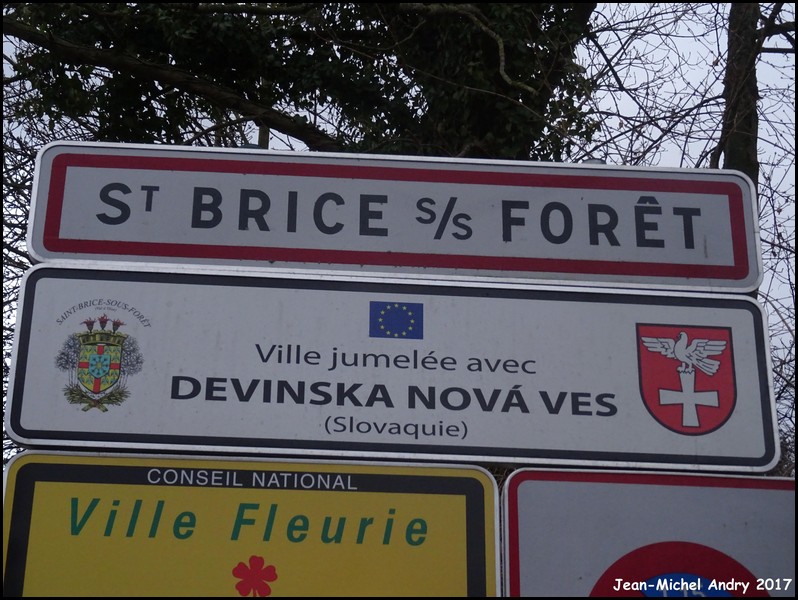 ST BRICE S/S FORÊT
SAINT-BRICE-SOUS-FORÊT
Ville jumelée avec
DEVINSKA NOVÁ VES
(Slovaquie)
CONSEIL NATIONAL
Ville Fleurie
Jean-Michel Andry 2017